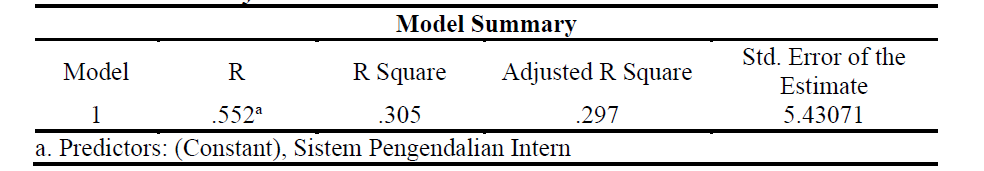 Model Summary
Model R R Square Adjusted R Square Std. Error of the Estimate
1 .552a .305 .297 5.43071
a. Predictors: (Constant), Sistem Pengendalian Intern